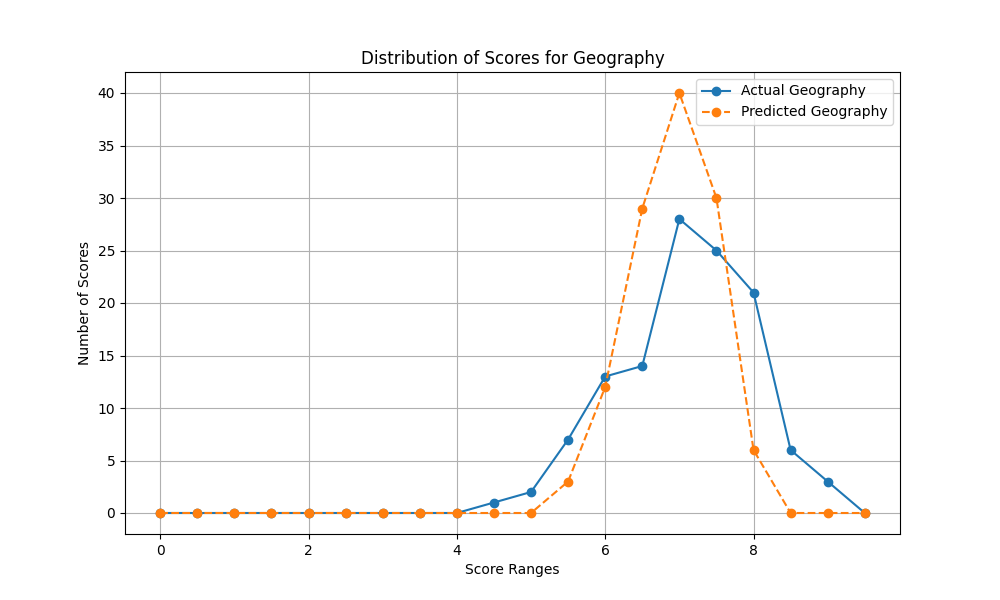 Distribution of Scores for Geography
Actual Geography
Predicted Geography
40
35
30
25
20
15
10
5
0
Number of Scores
0 2 4 6 8
Score Ranges